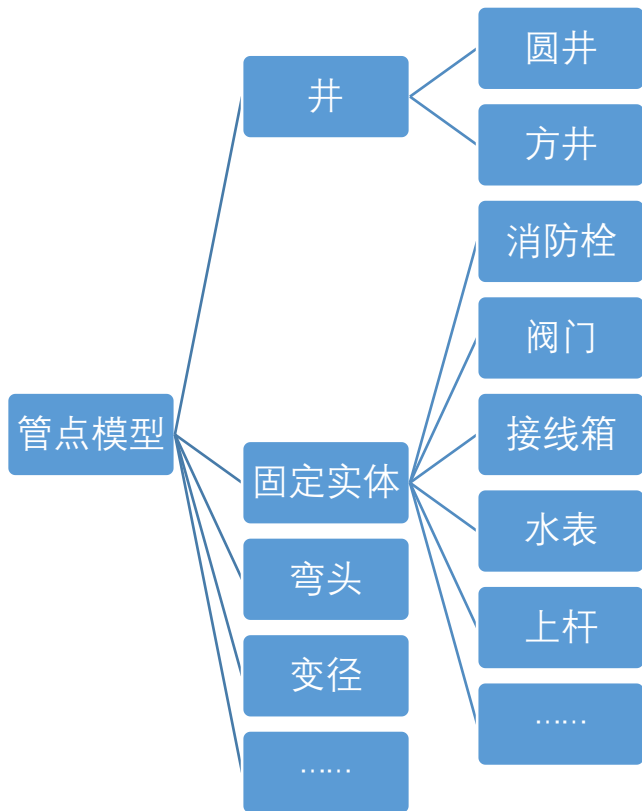 管点模型
井
圆井
方井
固定实体
消防栓
阀门
接线箱
水表
上杆
……
弯头
变径
……